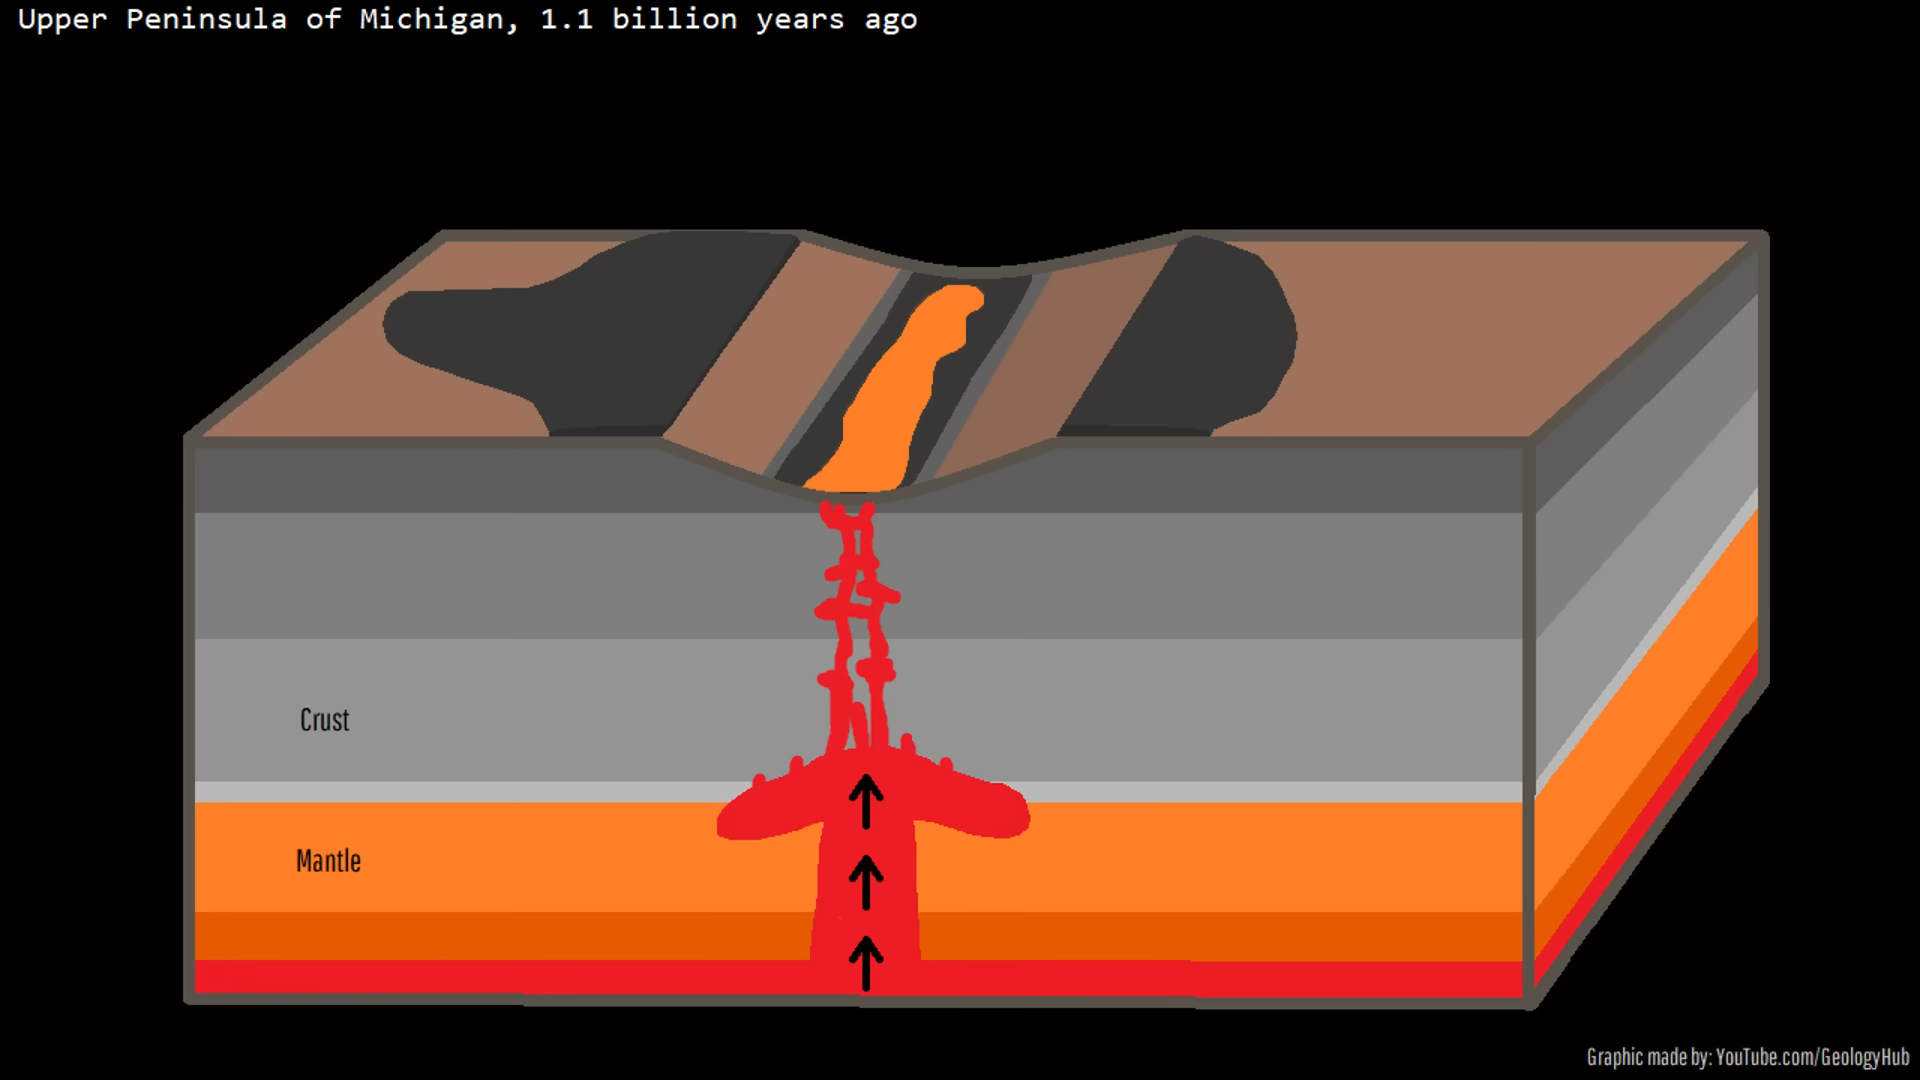 Upper Peninsula of Michigan, 1.1 billion years ago
Crust
Mantle
Graphic made by: YouTube.com/GeologyHub